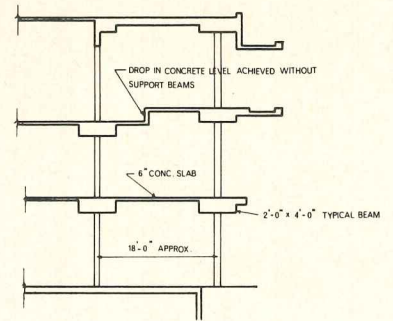 DROP IN CONCRETE LEVEL ACHIEVED WITHOUT
SUPPORT BEAMS
6" CONC. SLAB
2'-0" x 4'-0" TYPICAL BEAM
18'-0" APPROX.